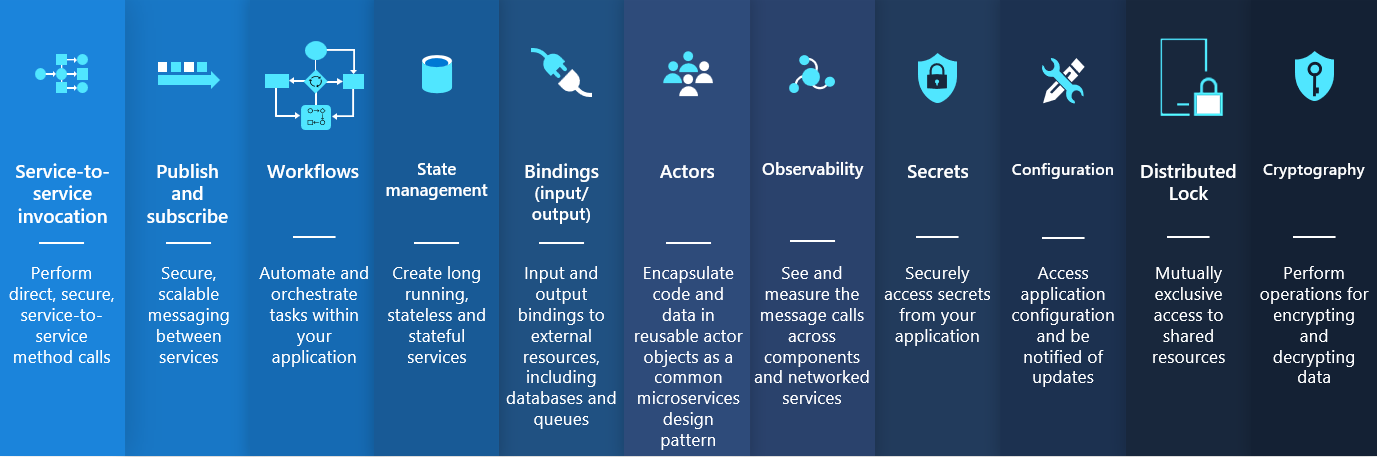 Service-to-
service
invocation
Perform
direct, secure,
service-to-
service
method calls
Publish
and
subscribe
Secure,
scalable
messaging
between
services
Workflows
Automate and
orchestrate
tasks within
your
application
State
management
Create long
running,
stateless and
stateful
services
Bindings
(input/
output)
Input and
output
bindings to
external
resources,
including
databases and
queues
Actors
Encapsulate
code and
data in
reusable actor
objects as a
common
microservices
design
pattern
Observability
See and
measure the
message calls
across
components
and networked
services
Secrets
Securely
access secrets
from your
application
Configuration
Access
application
configuration
and be
notified of
updates
Distributed
Lock
Mutually
exclusive
access to
shared
resources
Cryptography
Perform
operations for
encrypting
and
decrypting
data